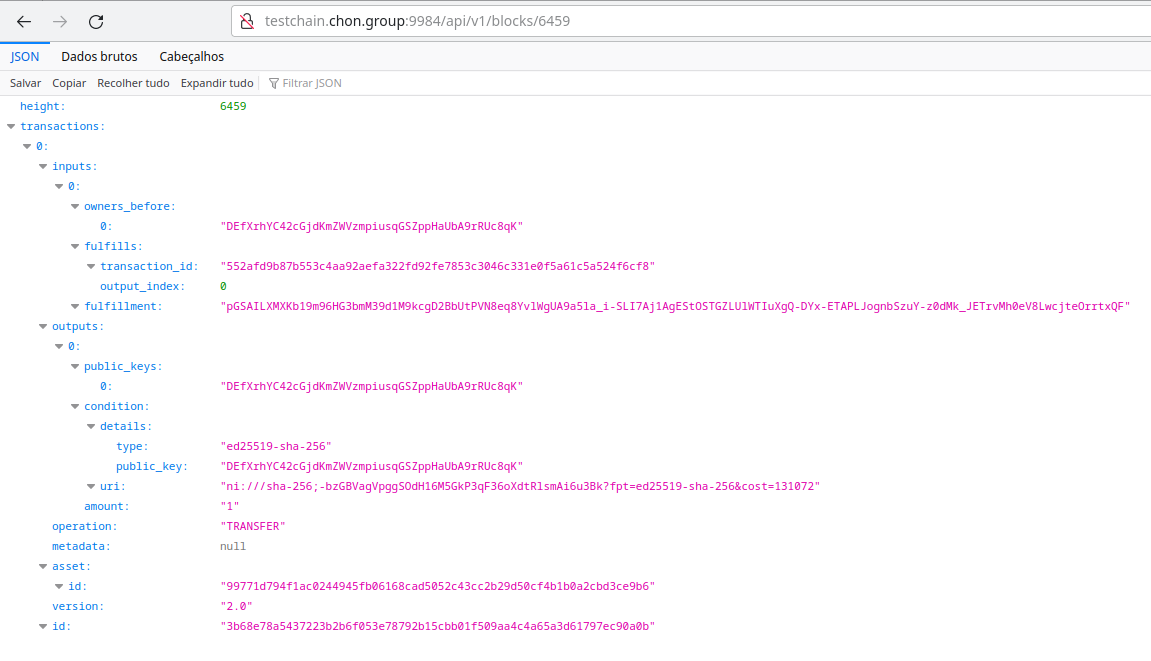 testchain.chon.group:9984/api/v1/blocks/6459
JSON Dados brutos Cabeçalhos
Salvar Copiar Recolher tudo Expandir tudo Filtrar JSON
height: 6459
transactions:
0:
inputs:
0:
owners_before:
0: "DEfXrhYC42cGjdKmZWVzmpiusqGSZppHaUbA9rRUc8qK"
fulfills:
transaction_id: "552afd9b87b553c4aa92aefa322fd92fe7853c3046c331e0f5a61c5a524f6cf8"
output_index: 0
fulfillment: "pGSAILXMXKb19m96HG3bmM39d1M9kcgD2BbUtPVN8eq8YvlWgUA9a5la_i-SLI7Aj1AgEStOSTGZLUlWTIuXgQ-DYx-ETAPLJognbSzuY-z0dMk_JETrvMh0eV8LwcjteOrrtxQF"
outputs:
0:
public_keys:
0: "DEfXrhYC42cGjdKmZWVzmpiusqGSZppHaUbA9rRUc8qK"
condition:
details:
type: "ed25519-sha-256"
public_key: "DEfXrhYC42cGjdKmZWVzmpiusqGSZppHaUbA9rRUc8qK"
uri: "ni:///sha-256;-bzGBVagVpggSOdH16M5GkP3qF36oXdtRlsmAi6u3Bk?fpt=ed25519-sha-256&cost=131072"
amount: "1"
operation: "TRANSFER"
metadata: null
asset:
id: "99771d794f1ac0244945fb06168cad5052c43cc2b29d50cf4b1b0a2cbd3ce9b6"
version: "2.0"
id: "3b68e78a5437223b2b6f053e78792b15cbb01f509aa4c4a65a3d61797ec90a0b"